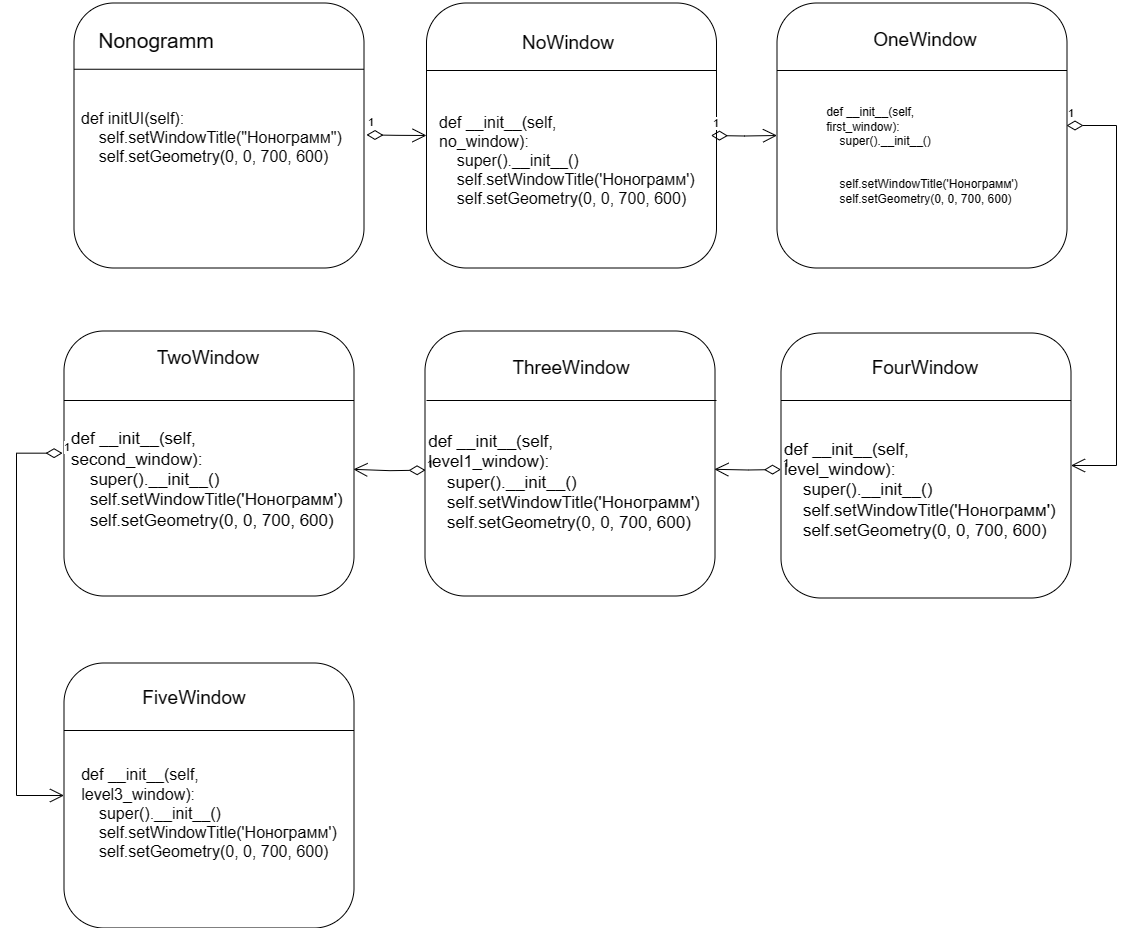 Nonogramm
def initUI(self):
self.setWindowTitle("Нонограмм")
self.setGeometry(0, 0, 700, 600)
1
NoWindow
def __init__(self,
no_window):
super().__init__()
self.setWindowTitle('Нонограмм')
self.setGeometry(0, 0, 700, 600)
1
OneWindow
def __init__(self,
first_window):
super().__init__()
self.setWindowTitle('Нонограмм')
self.setGeometry(0, 0, 700, 600)
1
TwoWindow
1
def __init__(self,
second_window):
super().__init__()
self.setWindowTitle('Нонограмм')
self.setGeometry(0, 0, 700, 600)
ThreeWindow
def __init__(self,
level1_window):
1
super().__init__()
self.setWindowTitle('Нонограмм')
self.setGeometry(0, 0, 700, 600)
FourWindow
def __init__(self,
level_window):
1
super().__init__()
self.setWindowTitle('Нонограмм')
self.setGeometry(0, 0, 700, 600)
FiveWindow
def __init__(self,
level3_window):
super().__init__()
self.setWindowTitle('Нонограмм')
self.setGeometry(0, 0, 700, 600)